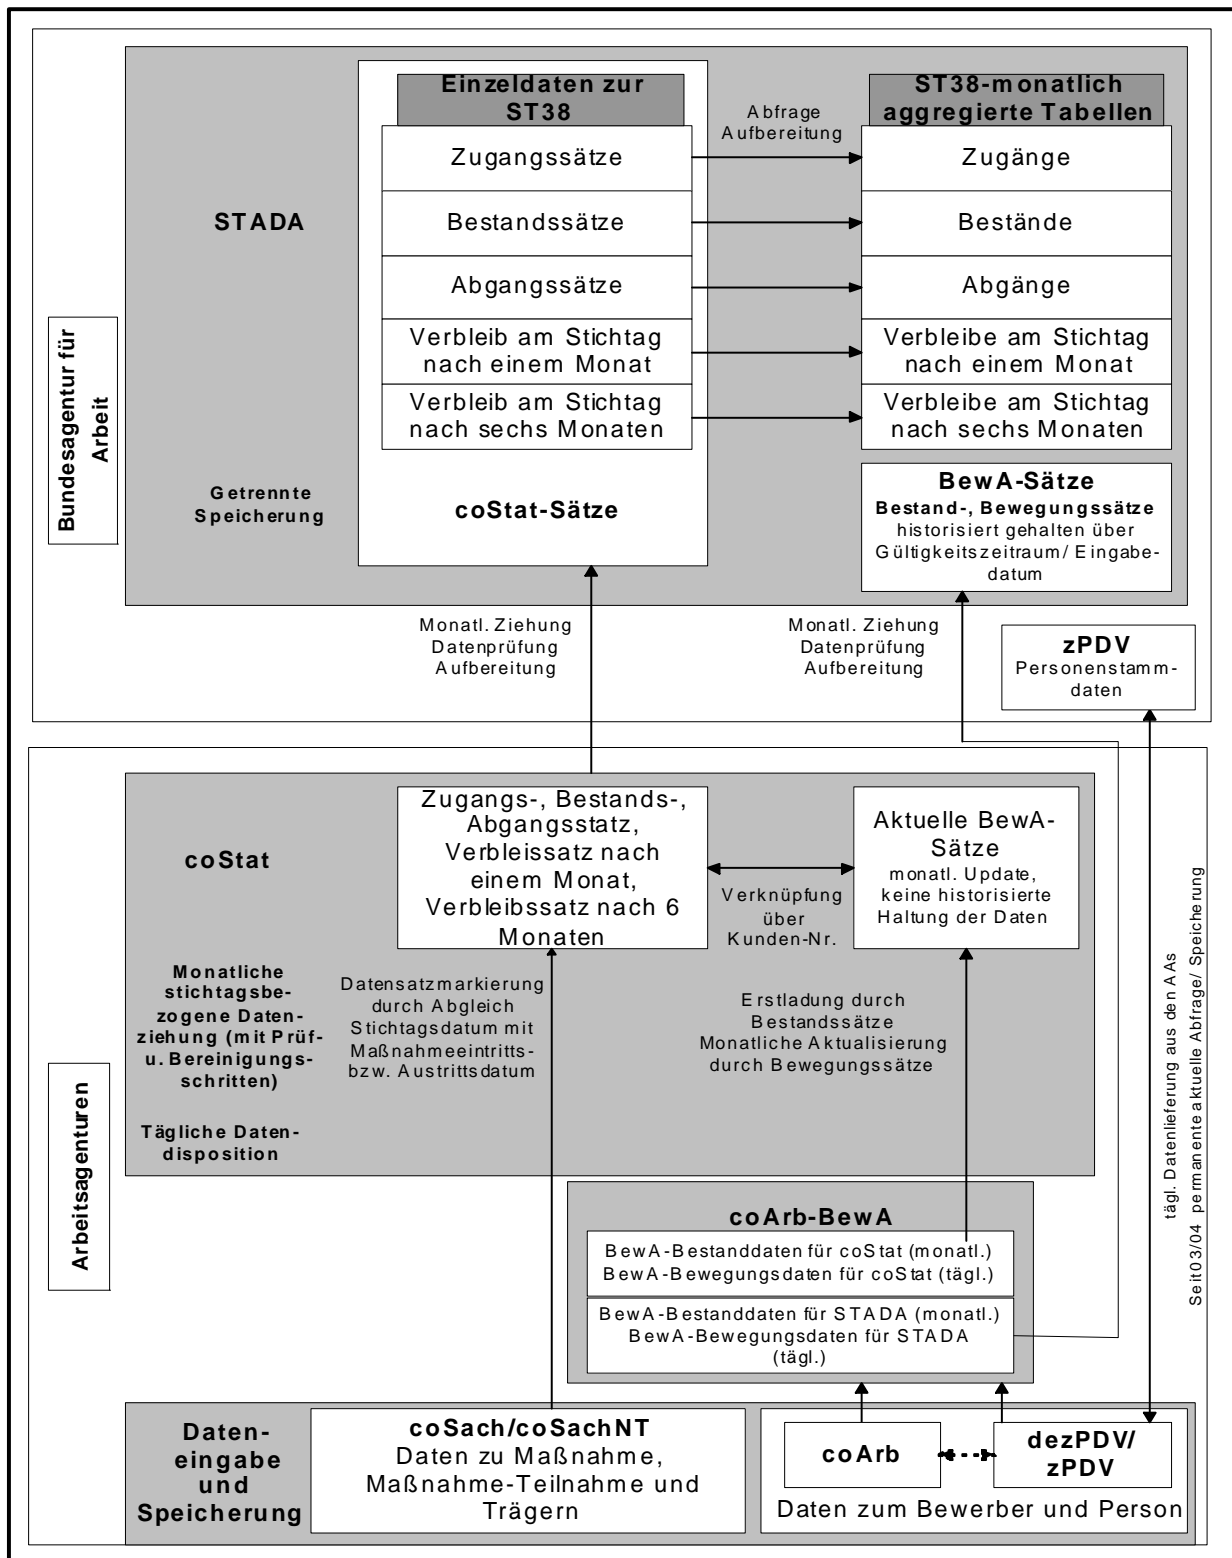 Einzeldaten zur
ST38
ST38-monatlich
aggregierte Tabellen
Abfrage
Aufbereitung
Zugangssätze
Zugänge
STADA
Bestandssätze
Bestände
Abgangssätze
Abgänge
Verbleib am Stichtag
nach einem Monat
Verbleibe am Stichtag
nach einem Monat
Verbleib am Stichtag
nach sechs Monaten
Verbleibe am Stichtag
nach sechs Monaten
Bundesagentur für
Arbeit
Getrennte
Speicherung
coStat-Sätze
BewA-Sätze
Bestand-, Bewegungssätze
historisiert gehalten über
Gültigkeitszeitraum/ Eingabe-
datum
Monatl. Ziehung
Datenprüfung
Aufbereitung
Monatl. Ziehung
Datenprüfung
Aufbereitung
zPDV
Personenstamm-
daten
coStat
Zugangs-, Bestands-,
Abgangsstatz,
Verbleissatz nach
einem Monat,
Verbleibssatz nach 6
Monaten
Verknüpfung
über
Kunden-Nr.
Aktuelle BewA-
Sätze
monatl. Update,
keine historisierte
Haltung der Daten
Monatliche
stichtagsbe-
zogene Daten-
ziehung (mit Prüf-
u. Bereinigungs-
schritten)
Datensatzmarkierung
durch Abgleich
Stichtagsdatum mit
Maßnahmeeintritts-
bzw. Austrittsdatum
Erstladung durch
Bestandssätze
Monatliche Aktualisierung
durch Bewegungssätze
Tägliche Daten-
disposition
Arbeitsagenturen
tägl. Datenlieferung aus den AAs
Seit 03/04 permanente aktuelle Abfrage/ Speicherung
coArb-BewA
BewA-Bestanddaten für coStat (monatl.)
BewA-Bewegungsdaten für coStat (tägl.)
BewA-Bestanddaten für STADA (monatl.)
BewA-Bewegungsdaten für STADA
(tägl.)
Daten-
eingabe
und
Speicherung
coSach/coSachNT
Daten zu Maßnahme,
Maßnahme-Teilnahme und
Trägern
coArb
dezPDV/
zPDV
Daten zum Bewerber und Person